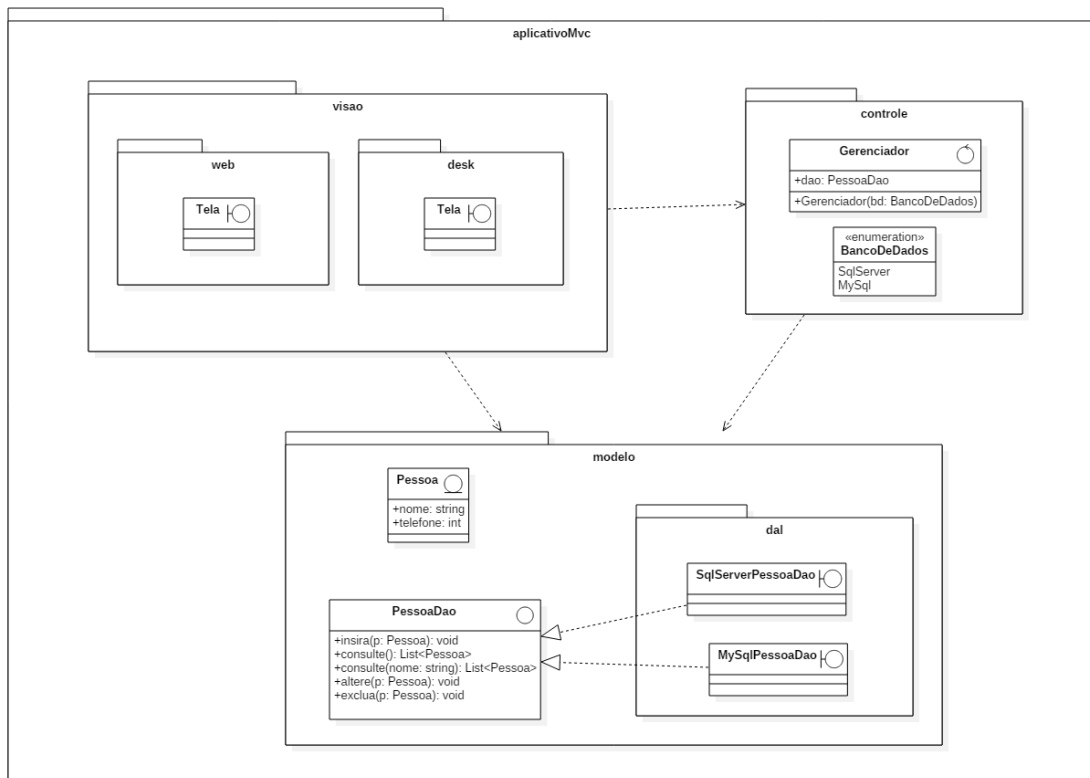 aplicativoMvc
visao
web
Tela
desk
Tela
controle
Gerenciador
+dao: PessoaDao
+Gerenciador(bd: BancoDeDados)
«enumeration»
BancoDeDados
SqlServer
MySql
modelo
Pessoa
+nome: string
+telefone: int
PessoaDao
+insira(p: Pessoa): void
+consulte(): List<Pessoa>
+consulte(nome: string): List<Pessoa>
+altere(p: Pessoa): void
+exclua(p: Pessoa): void
dal
SqlServerPessoaDao
MySqlPessoaDao